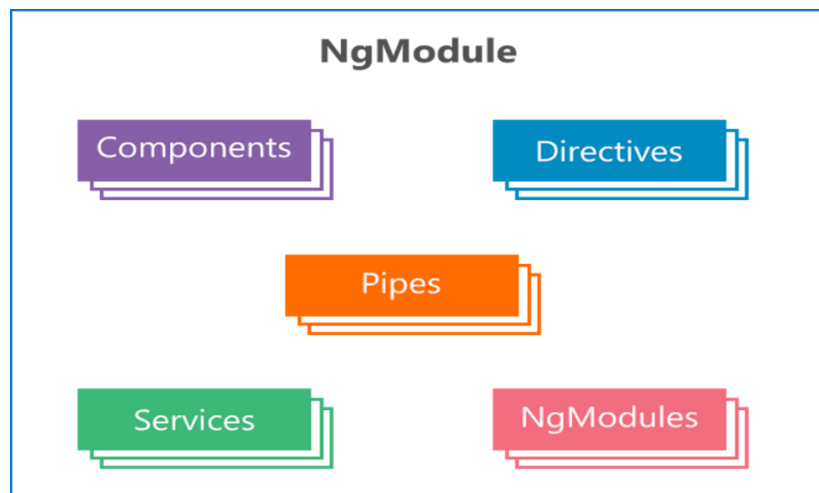 NgModule
Components
Directives
Pipes
Services
NgModules